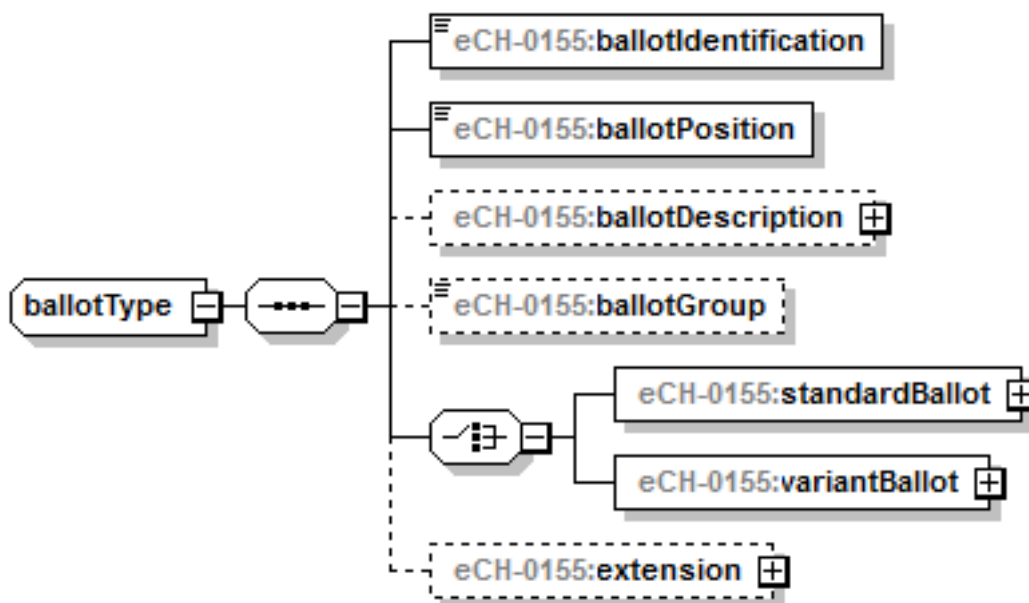 eCH-0155:ballotIdentification
eCH-0155:ballotPosition
eCH-0155:ballotDescription
ballotType
eCH-0155:ballotGroup
eCH-0155:standardBallot
eCH-0155:variantBallot
eCH-0155:extension